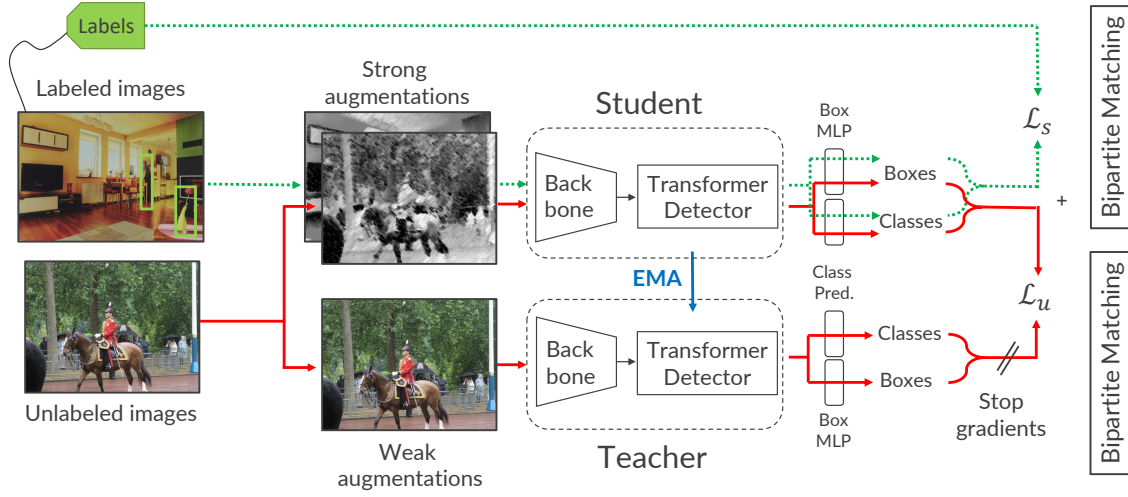 Labels
Labeled images
Unlabeled images
Strong
augmentations
Weak
augmentations
Student
Back
bone
Transformer
Detector
EMA
Back
bone
Transformer
Detector
Teacher
Box
MLP
Boxes
Classes
Class
Pred.
Classes
Boxes
Box
MLP
Stop
gradients
ℒs
+
ℒu
Bipartite Matching
Bipartite Matching